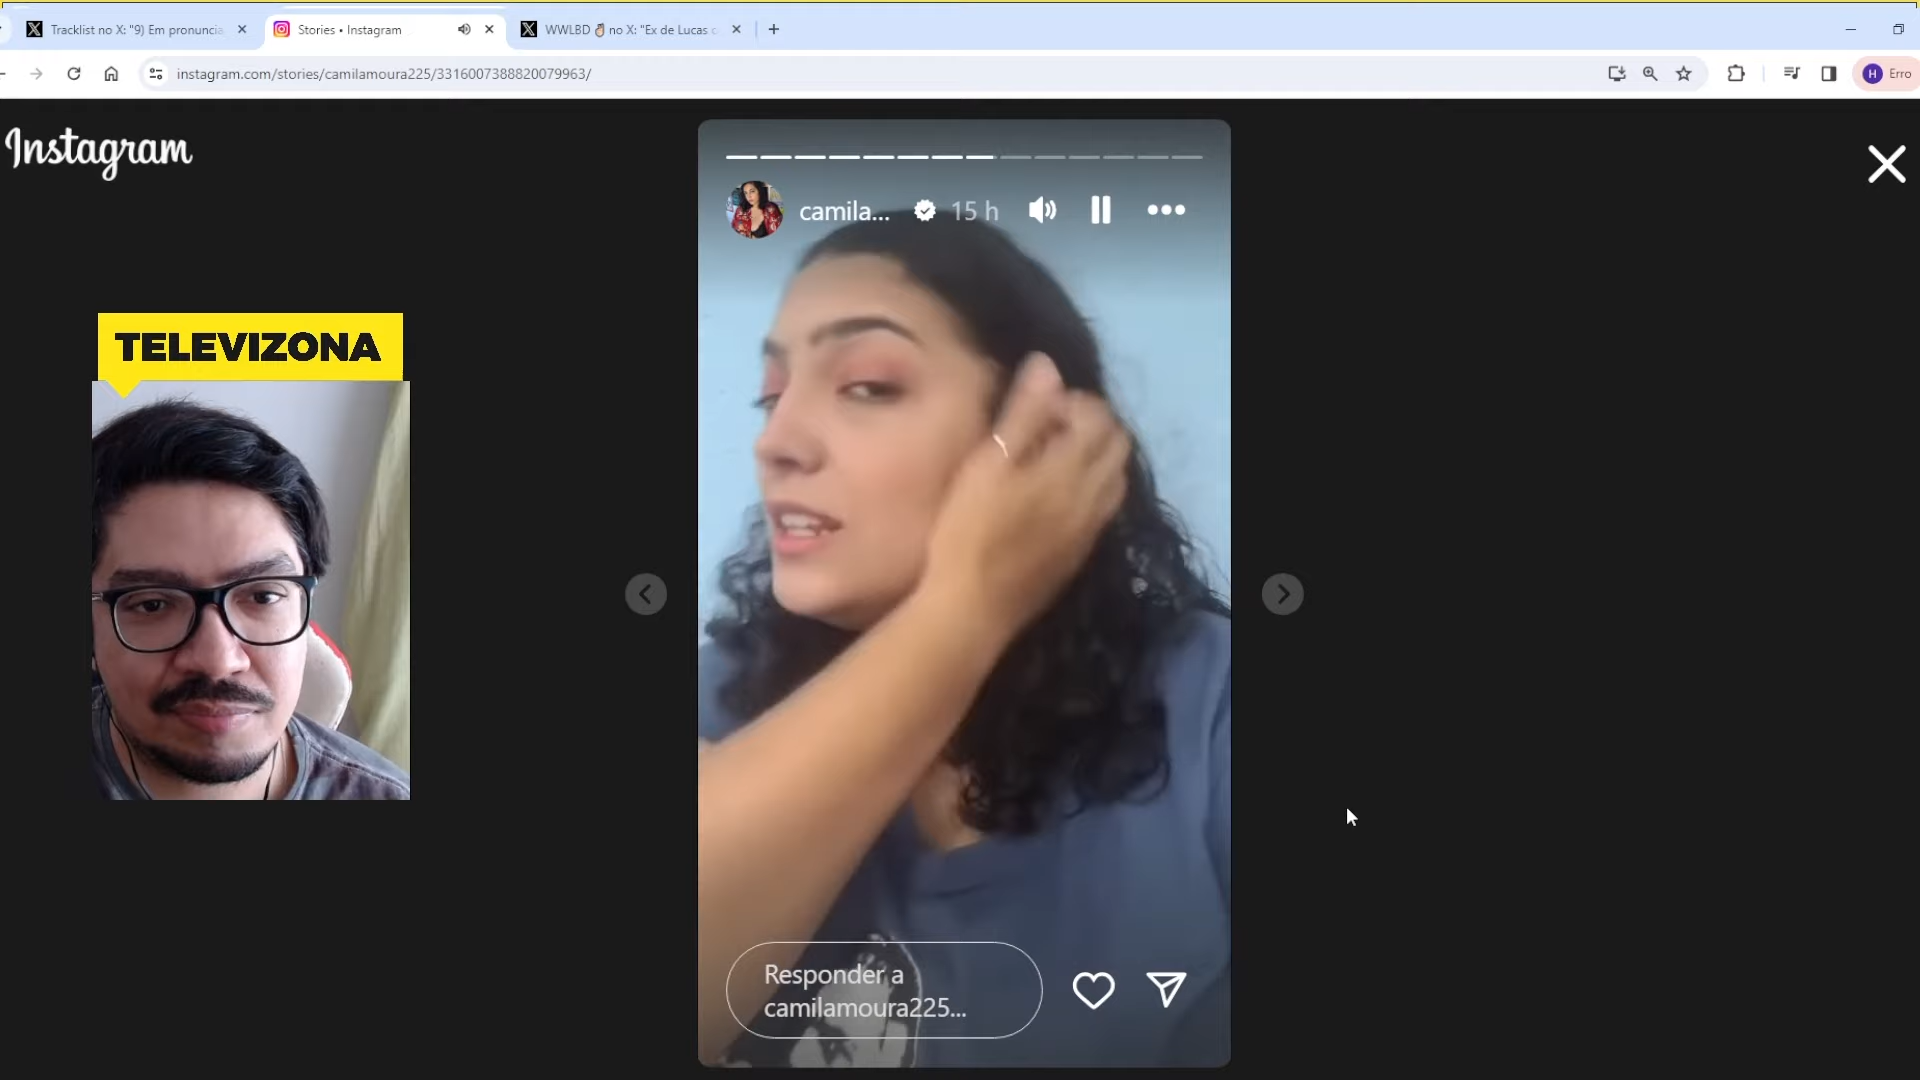 Tracklist no X: "9) Em pronuncia
Stories • Instagram
WWLBD 👌🏽 no X: "Ex de Lucas
instagram.com/stories/camilamoura225/3316007388820079963/
H Erro
Instagram
camila... 15 h
TELEVIZONA
Responder a
camilamoura225...